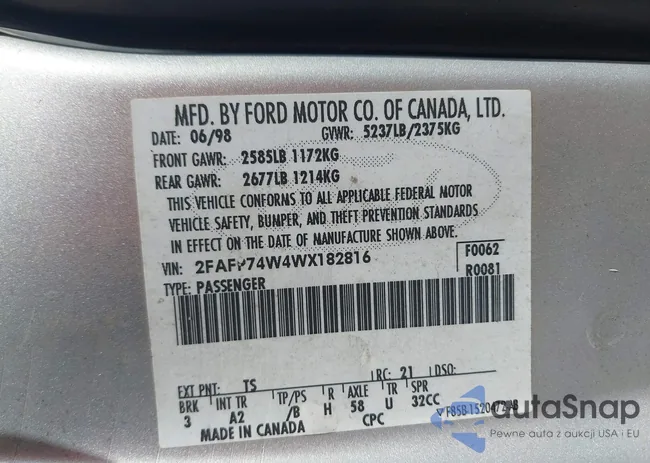 MFD. BY FORD MOTOR CO. OF CANADA, LTD.
DATE: 06/98 GVWR: 5237LB/2375KG
FRONT GAWR: 2585LB 1172KG
REAR GAWR: 2677LB 1214KG
THIS VEHICLE CONFORMS TO ALL APPLICABLE FEDERAL MOTOR
VEHICLE SAFETY, BUMPER, AND THEFT PREVENTION STANDARDS
IN EFFECT ON THE DATE OF MANUFACTURE SHOWN ABOVE.
VIN: 2FAFP74W4WX182816 F0062
TYPE: PASSENGER R0081
EXT PNT: TS RC: 21 DSO:
BRK INT TR TP/PS R AXLE TR SPR
3 A2 /B H 58 U 32CC
MADE IN CANADA CPC
autoSnap
Pewne auta z aukcji USA i EU